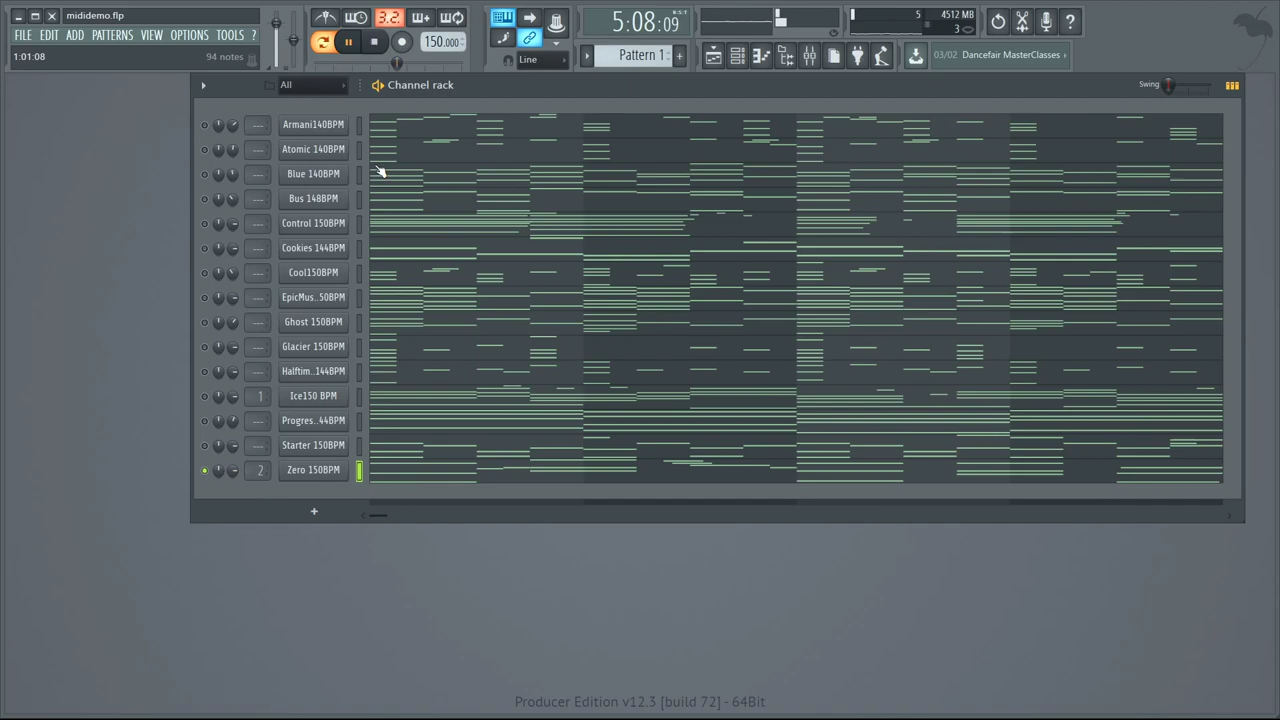 mididemo.flp
FILE EDIT ADD PATTERNS VIEW OPTIONS TOOLS ?
1:01:08 94 notes
3.2
150.000
5:08:09
B:S:T
Line
Pattern 1
5
4512 MB
3
03/02 Dancefair MasterClasses
All
Channel rack
Swing
Armani140BPM
Atomic 140BPM
Blue 140BPM
Bus 148BPM
Control 150BPM
Cookies 144BPM
Cool150BPM
EpicMus..50BPM
Ghost 150BPM
Glacier 150BPM
Halftim..144BPM
1 Ice150 BPM
Progres..44BPM
Starter 150BPM
2 Zero 150BPM
+
Producer Edition v12.3 [build 72] - 64Bit